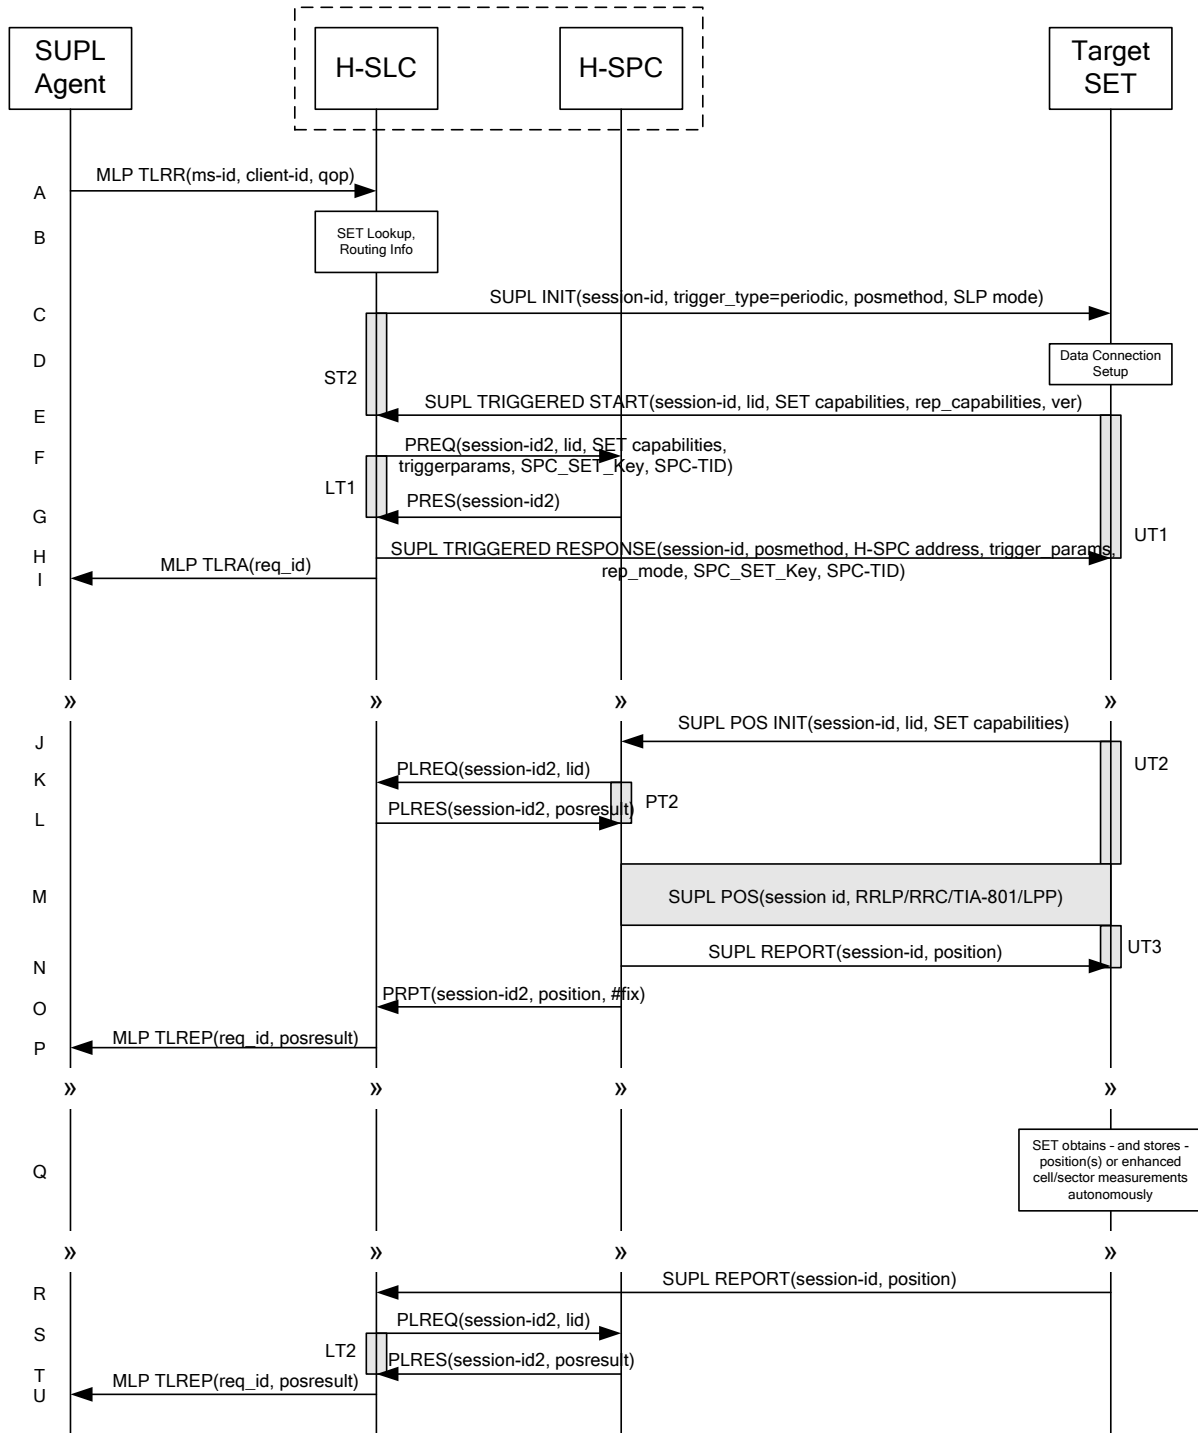 SUPL
Agent
H-SLC
H-SPC
Target
SET
A
MLP TLRR(ms-id, client-id, qop)
B
SET Lookup,
Routing Info
C
SUPL INIT(session-id, trigger_type=periodic, posmethod, SLP mode)
D
ST2
Data Connection
Setup
E
SUPL TRIGGERED START(session-id, lid, SET capabilities, rep_capabilities, ver)
F
PREQ(session-id2, lid, SET capabilities,
triggerparams, SPC_SET_Key, SPC-TID)
LT1
G
PRES(session-id2)
UT1
H
SUPL TRIGGERED RESPONSE(session-id, posmethod, H-SPC address, trigger_params,
rep_mode, SPC_SET_Key, SPC-TID)
I
MLP TLRA(req_id)
» » » »
J
SUPL POS INIT(session-id, lid, SET capabilities)
UT2
K
PLREQ(session-id2, lid)
PT2
L
PLRES(session-id2, posresult)
M
SUPL POS(session id, RRLP/RRC/TIA-801/LPP)
UT3
N
SUPL REPORT(session-id, position)
O
PRPT(session-id2, position, #fix)
P
MLP TLREP(req_id, posresult)
» » » »
Q
SET obtains - and stores -
position(s) or enhanced
cell/sector measurements
autonomously
» » » »
R
SUPL REPORT(session-id, position)
S
PLREQ(session-id2, lid)
LT2
T
PLRES(session-id2, posresult)
U
MLP TLREP(req_id, posresult)